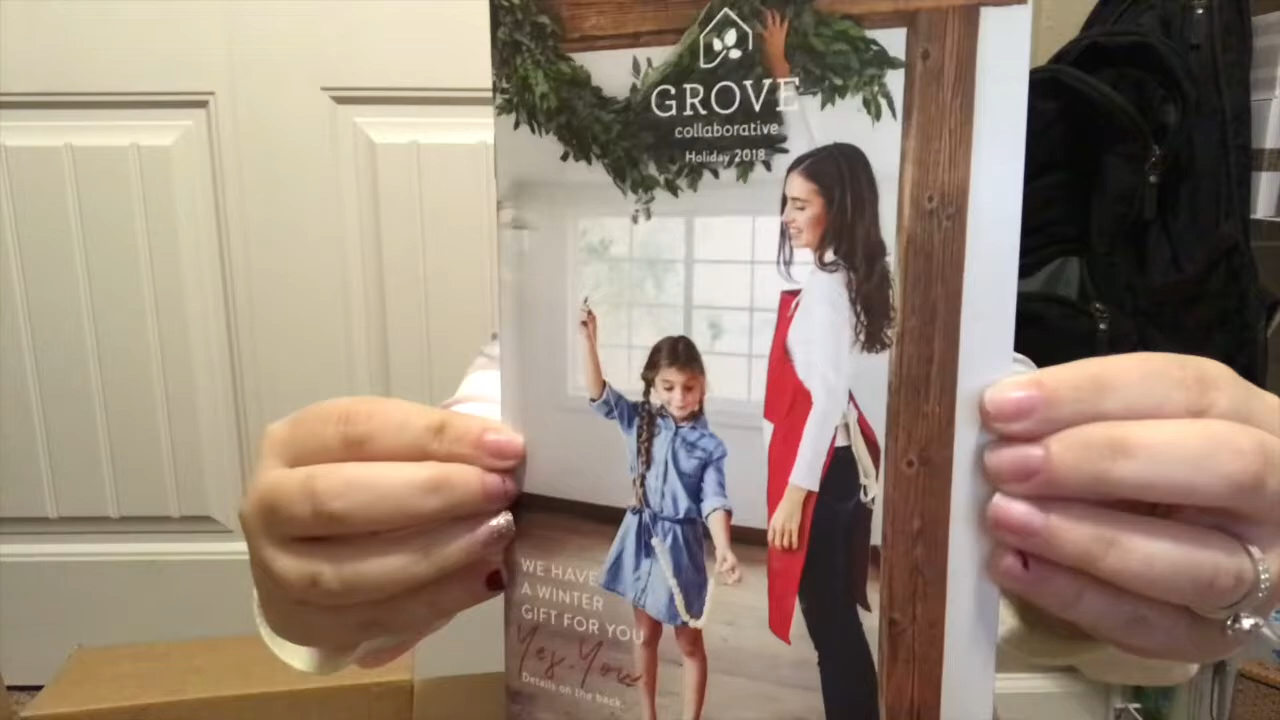 GROVE
collaborative
Holiday 2018
WE HAVE
A WINTER
GIFT FOR YOU
Yes. You
Details on the back.